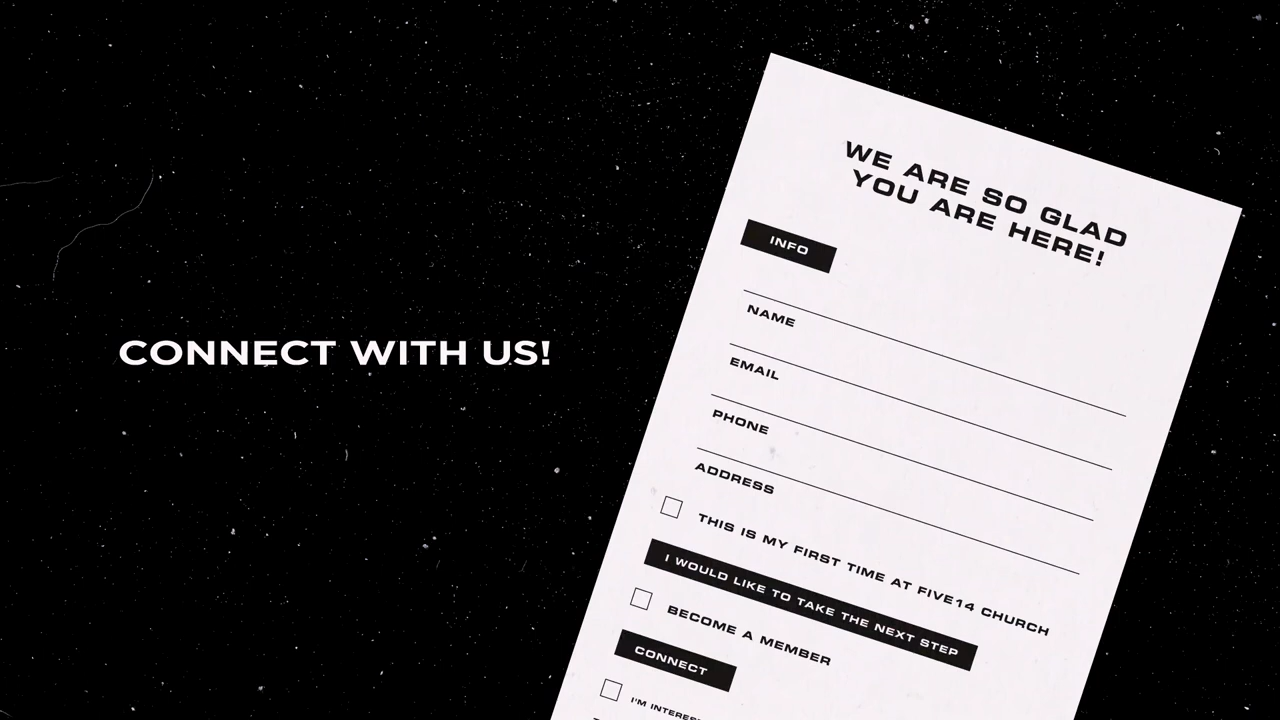 CONNECT WITH US!
WE ARE SO GLAD
YOU ARE HERE!
INFO
NAME
EMAIL
PHONE
ADDRESS
THIS IS MY FIRST TIME AT FIVE14 CHURCH
I WOULD LIKE TO TAKE THE NEXT STEP
BECOME A MEMBER
CONNECT
I'M